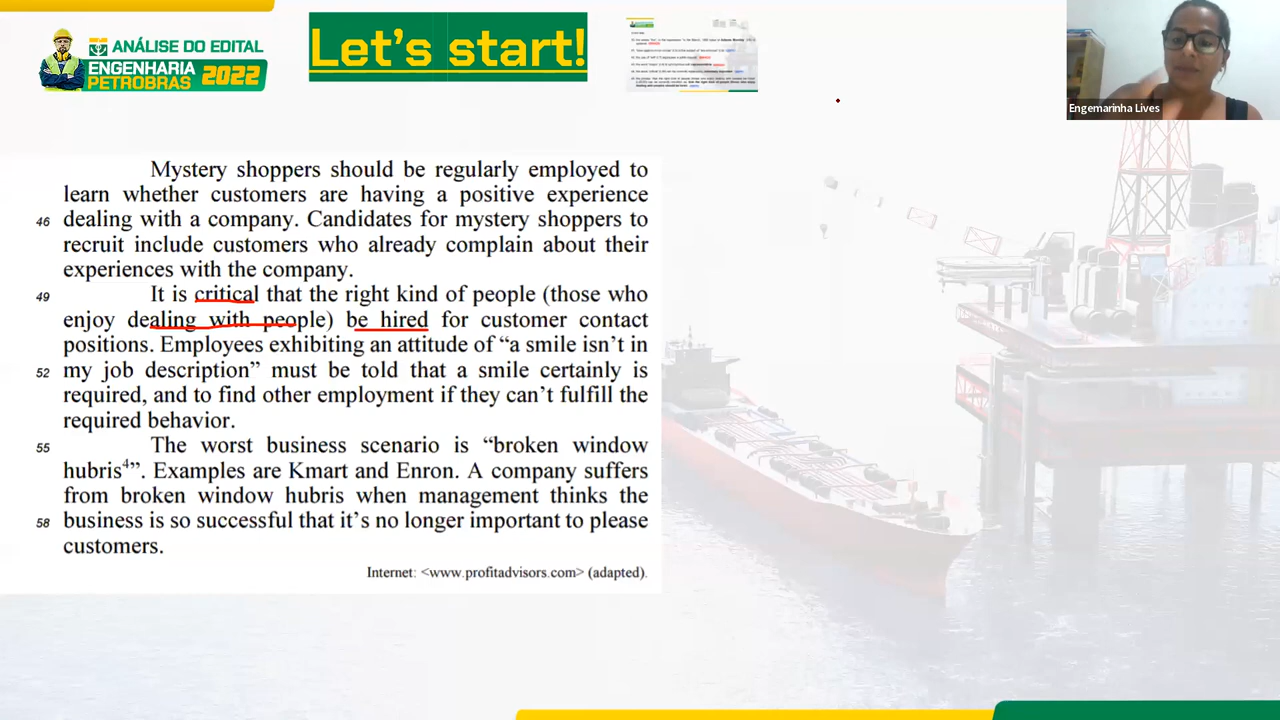 ANÁLISE DO EDITAL
ENGENHARIA
PETROBRAS 2022
Let's start!
Engemarinha Lives
Mystery shoppers should be regularly employed to
learn whether customers are having a positive experience
46 dealing with a company. Candidates for mystery shoppers to
recruit include customers who already complain about their
experiences with the company.
49 It is critical that the right kind of people (those who
enjoy dealing with people) be hired for customer contact
positions. Employees exhibiting an attitude of “a smile isn’t in
52 my job description” must be told that a smile certainly is
required, and to find other employment if they can’t fulfill the
required behavior.
55 The worst business scenario is “broken window
hubris⁴”. Examples are Kmart and Enron. A company suffers
from broken window hubris when management thinks the
58 business is so successful that it’s no longer important to please
customers.
Internet: <www.profitadvisors.com> (adapted).